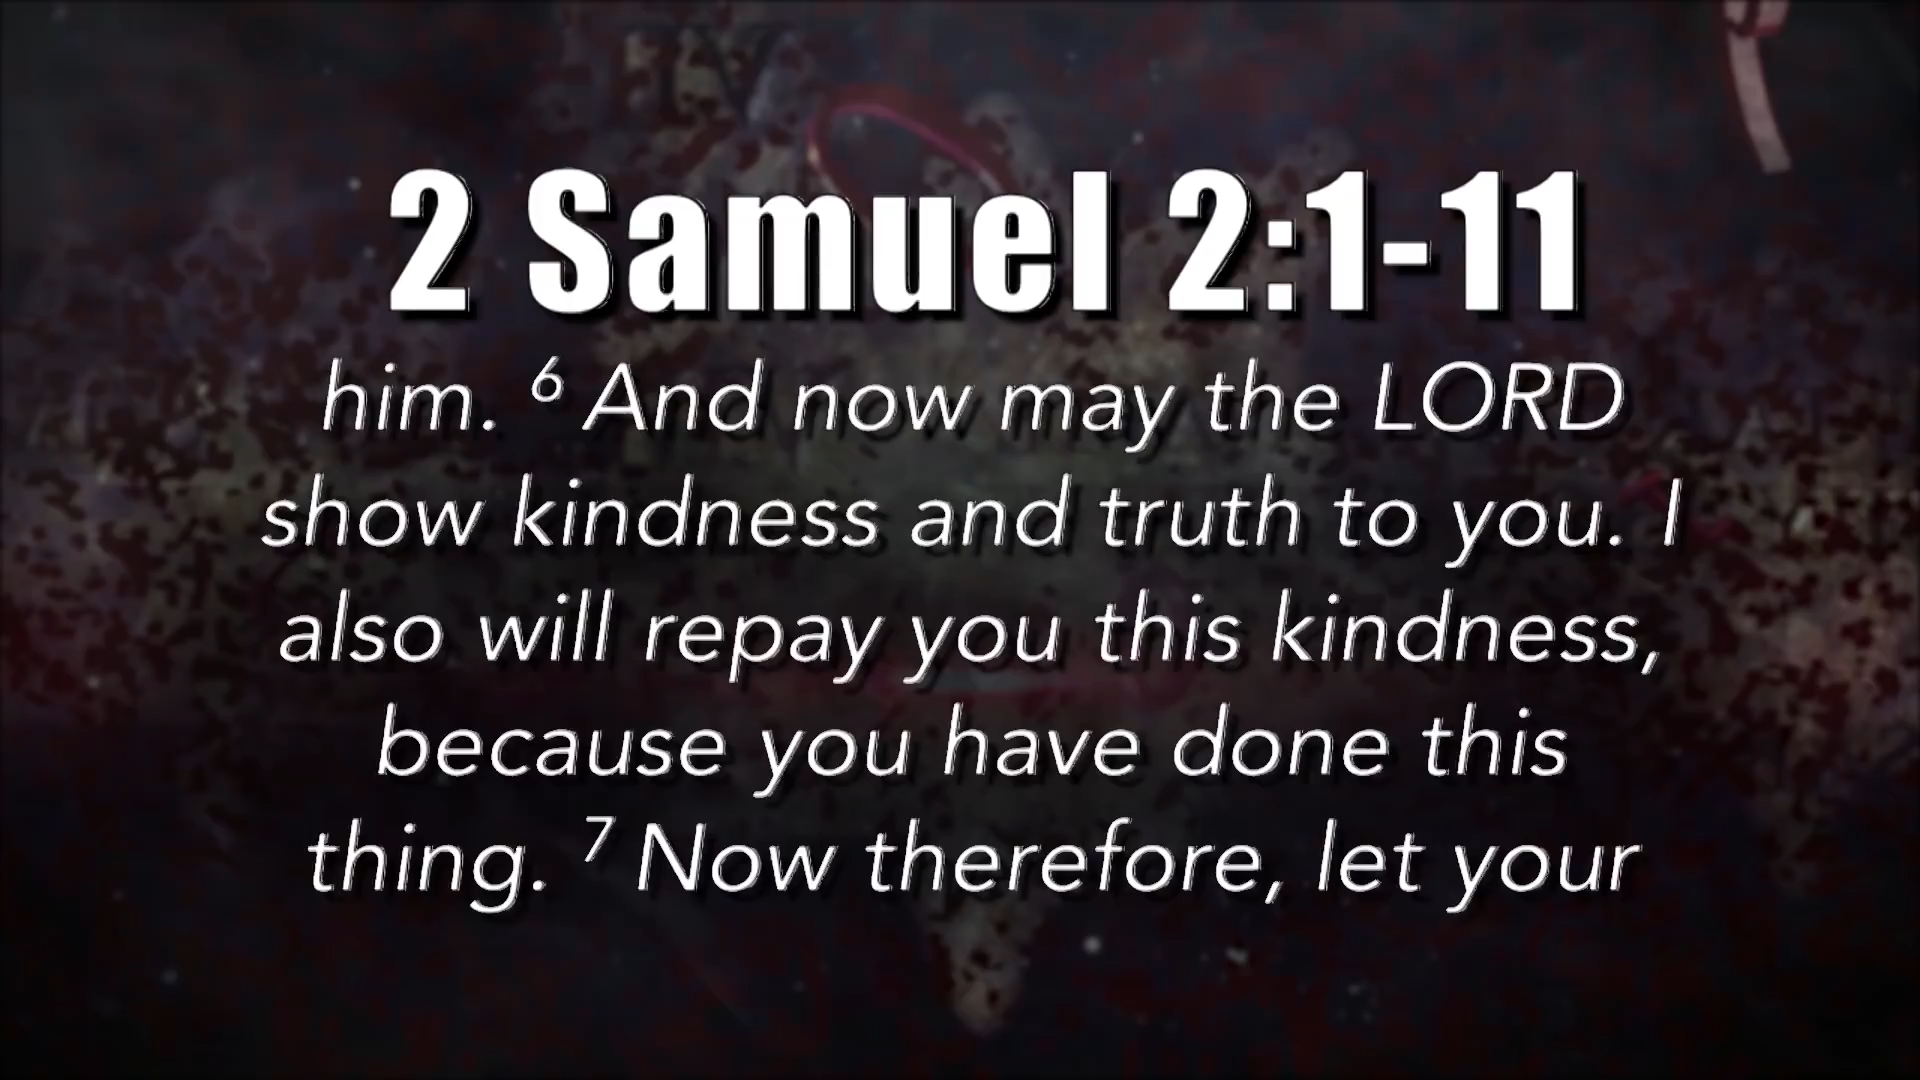 2 Samuel 2:1-11
him. ⁶ And now may the LORD
show kindness and truth to you. I
also will repay you this kindness,
because you have done this
thing. ⁷ Now therefore, let your